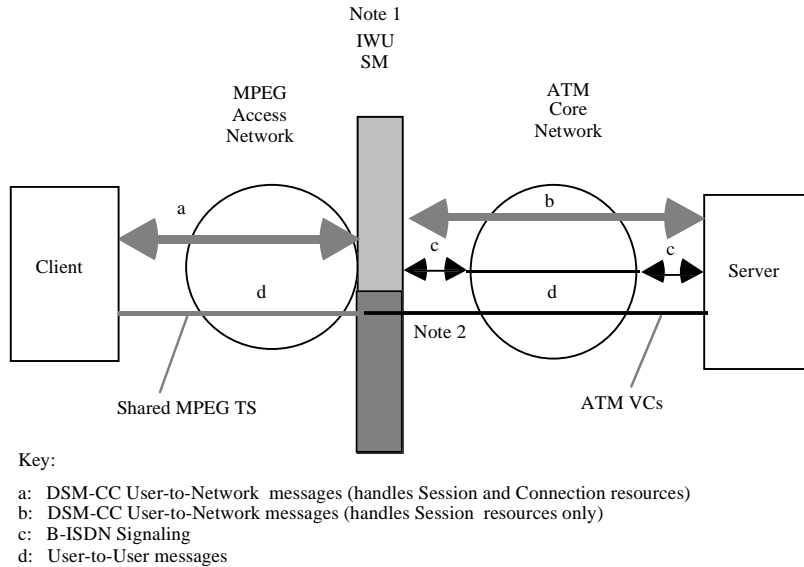 Note 1
IWU
SM
MPEG
Access
Network
ATM
Core
Network
a
b
c
c
Client
Server
d
d
Note 2
Shared MPEG TS
ATM VCs
Key:
a: DSM-CC User-to-Network messages (handles Session and Connection resources)
b: DSM-CC User-to-Network messages (handles Session resources only)
c: B-ISDN Signaling
d: User-to-User messages